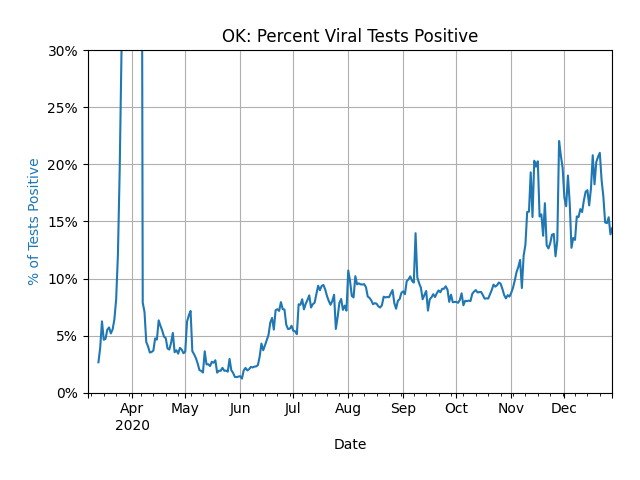 OK: Percent Viral Tests Positive
30%
25%
20%
15%
10%
5%
0%
% of Tests Positive
Apr May Jun Jul Aug Sep Oct Nov Dec
2020
Date